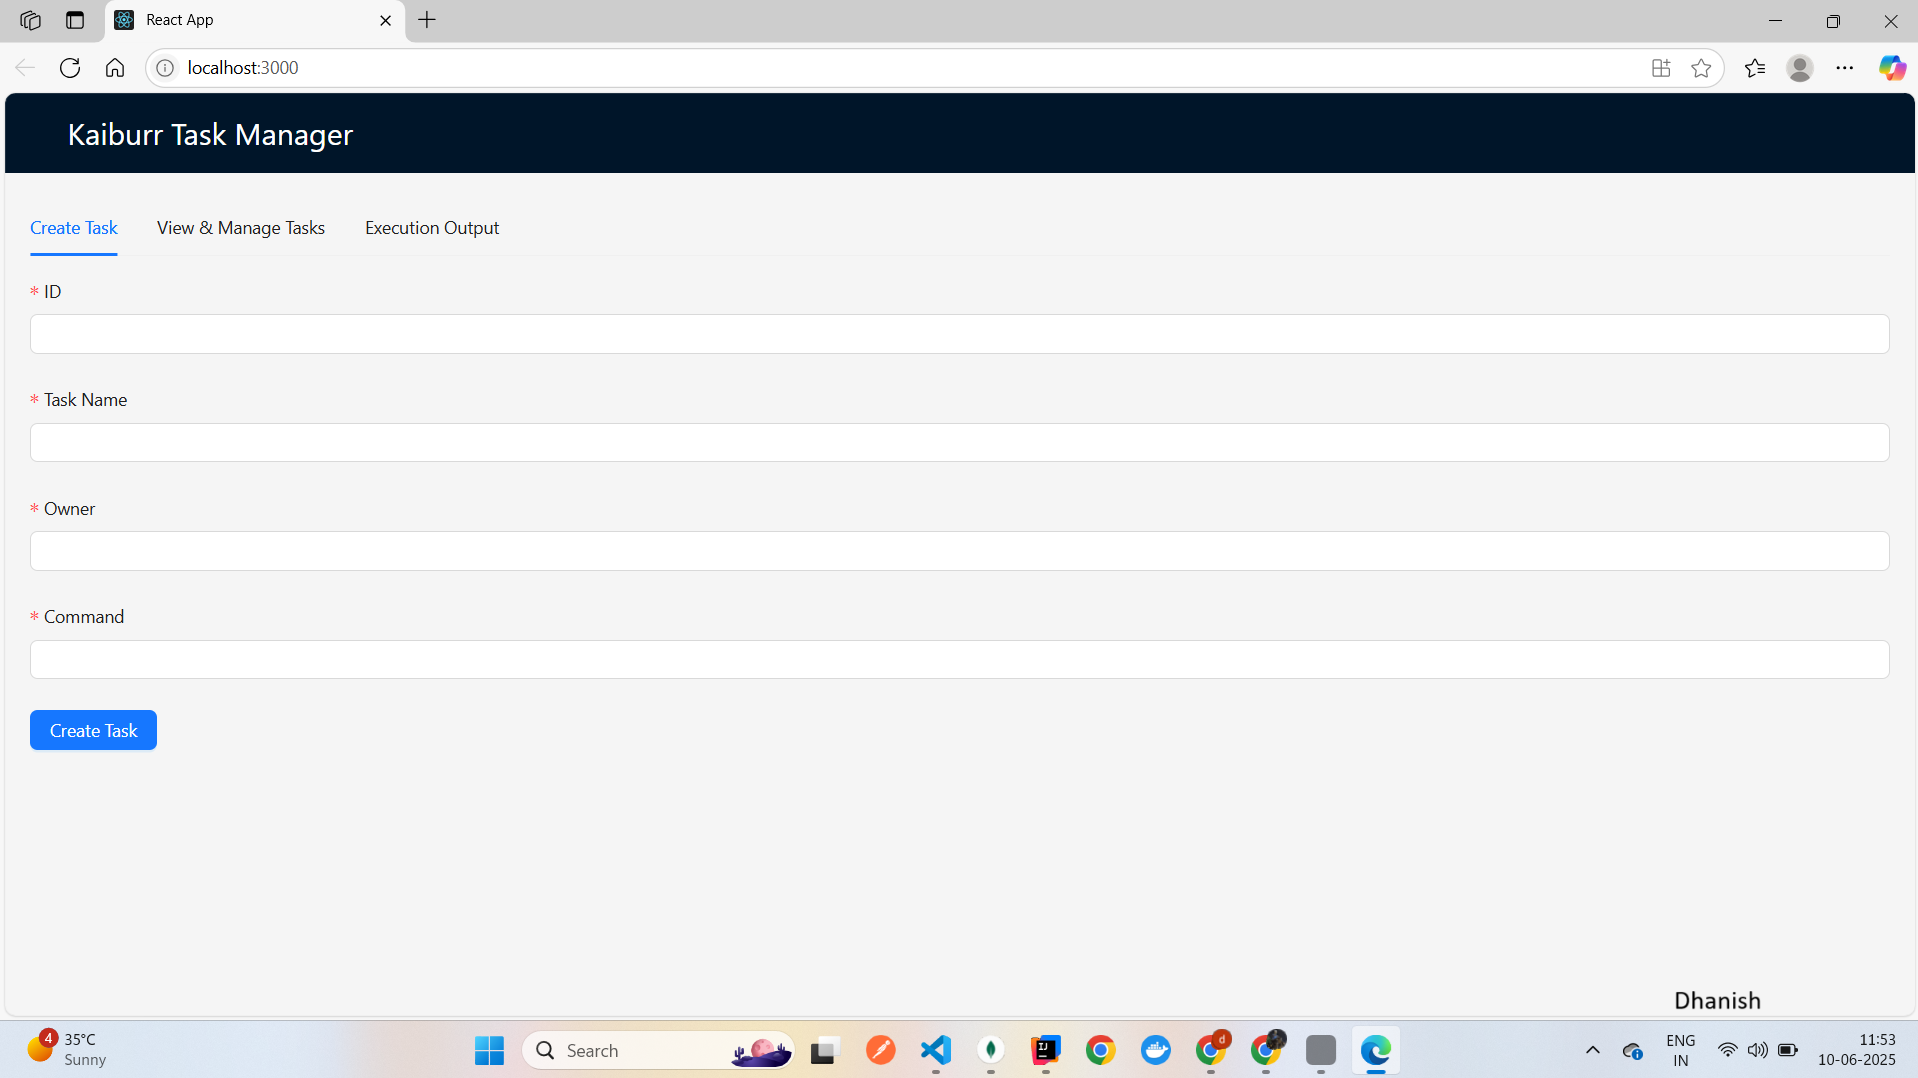 React App
localhost:3000
Kaiburr Task Manager
Create Task View & Manage Tasks Execution Output
* ID
* Task Name
* Owner
* Command
Create Task
Dhanish
4
35°C
Sunny
Search
IJ
d
ENG
IN
11:53
10-06-2025